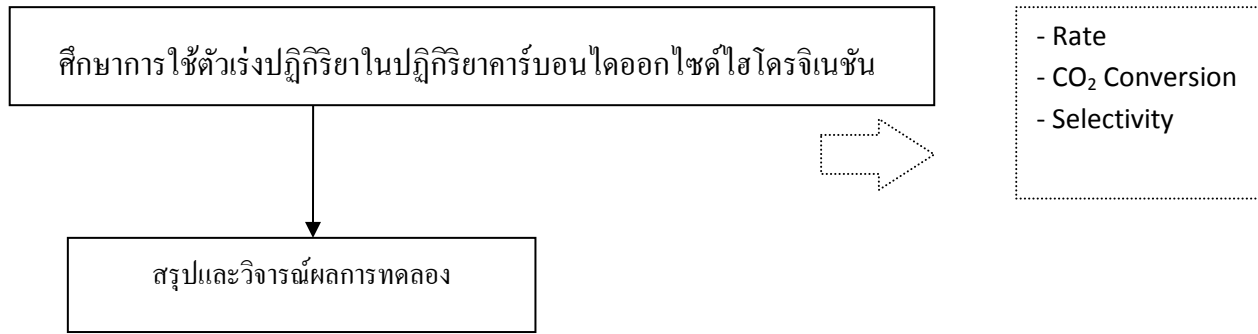 ศึกษาการใช้ตัวเร่งปฏิกิริยาในปฏิกิริยาคาร์บอนไดออกไซด์ไฮโดรจิเนชัน
- Rate
- CO₂ Conversion
- Selectivity
สรุปและวิจารณ์ผลการทดลอง